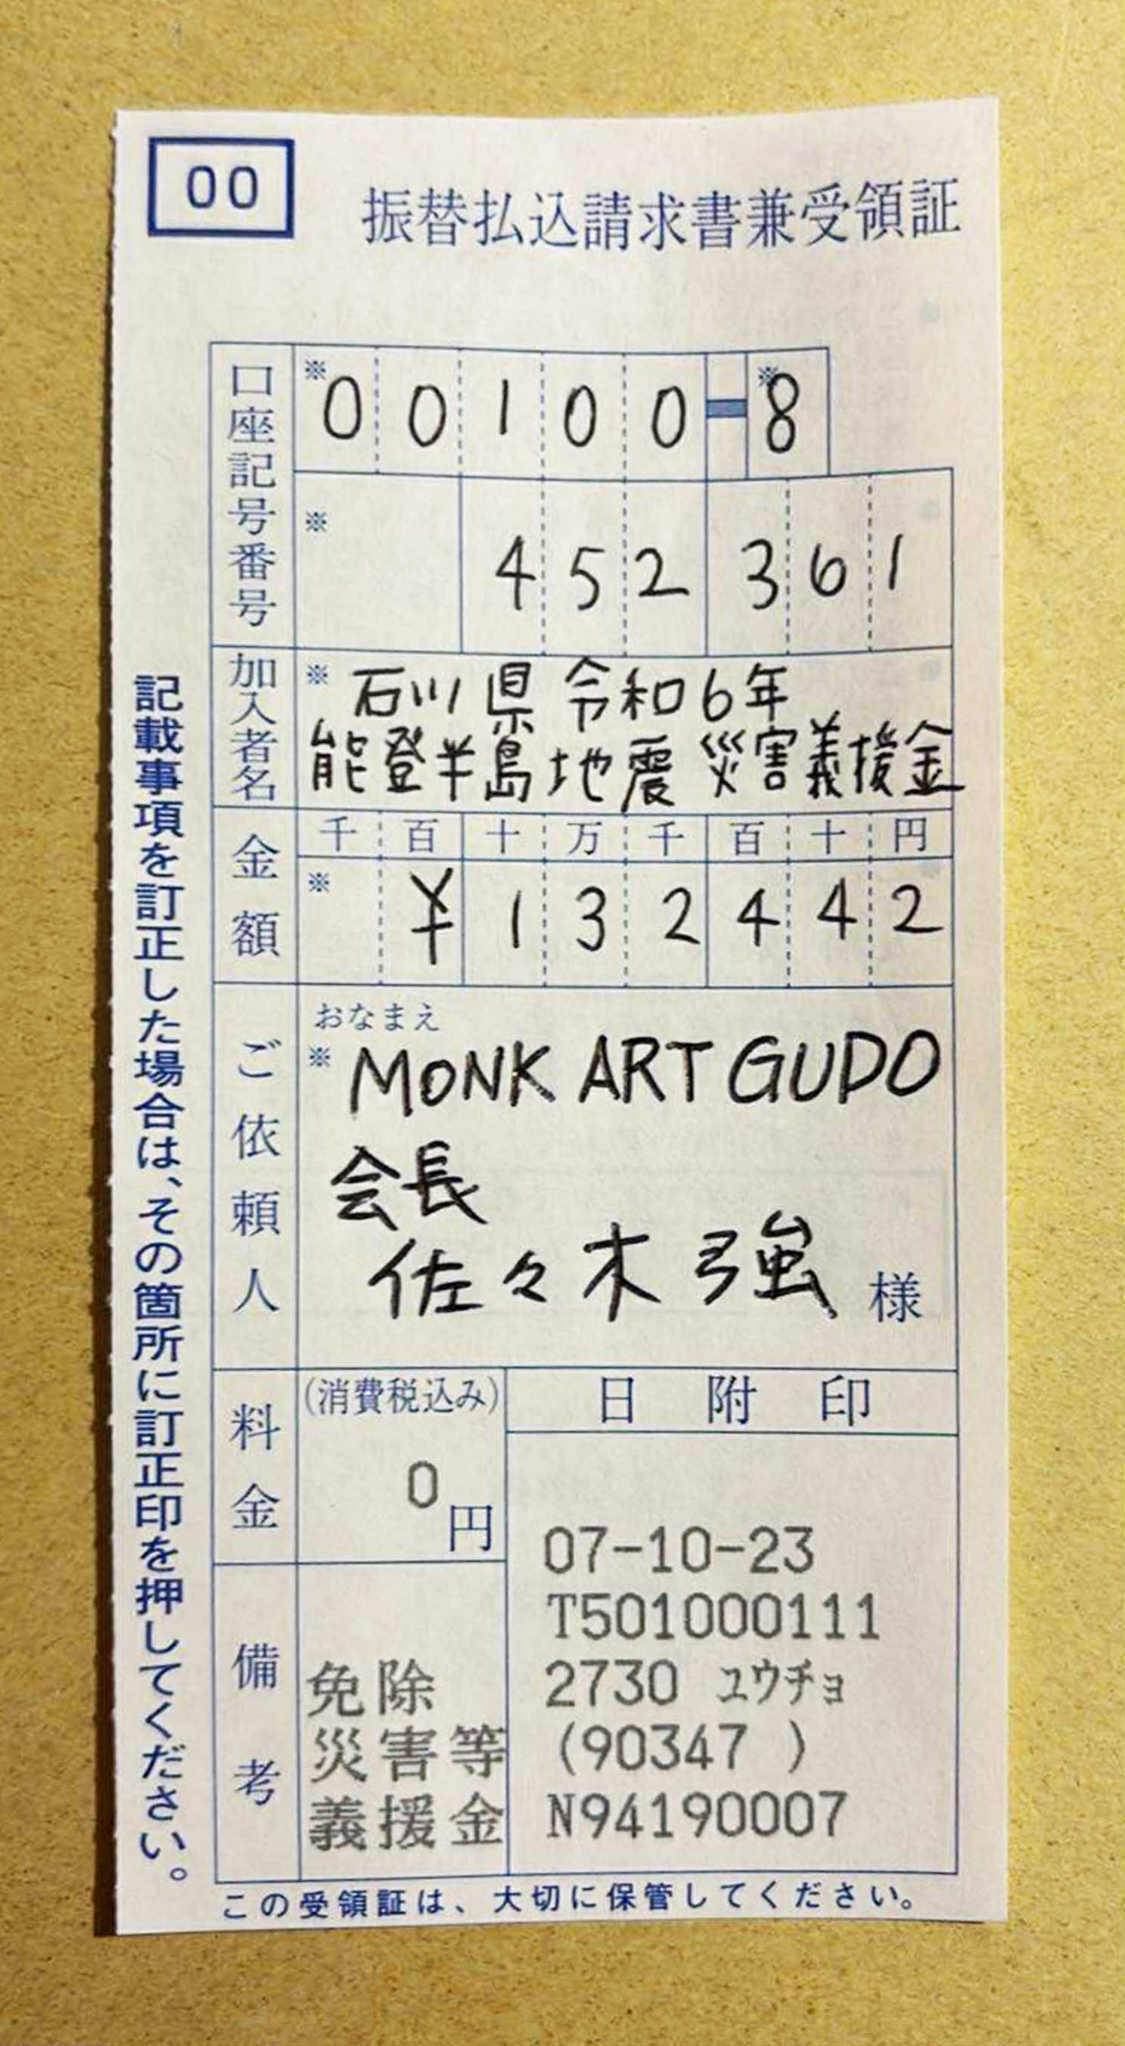 00
振替払込請求書兼受領証
口座記号番号
※00100-8
※452361
加入者名
※石川県 令和6年
能登半島地震災害義援金
金額
千百十万千百十円
※¥132442
ご依頼人
おなまえ
※MONK ART GUDO
会長
佐々木 強 様
料金
(消費税込み)
0円
日附印
07-10-23
T501000111
2730 ユウチョ
(90347 )
N94190007
備考
免除
災害等
義援金
記載事項を訂正した場合は、その箇所に訂正印を押してください。
この受領証は、大切に保管してください。